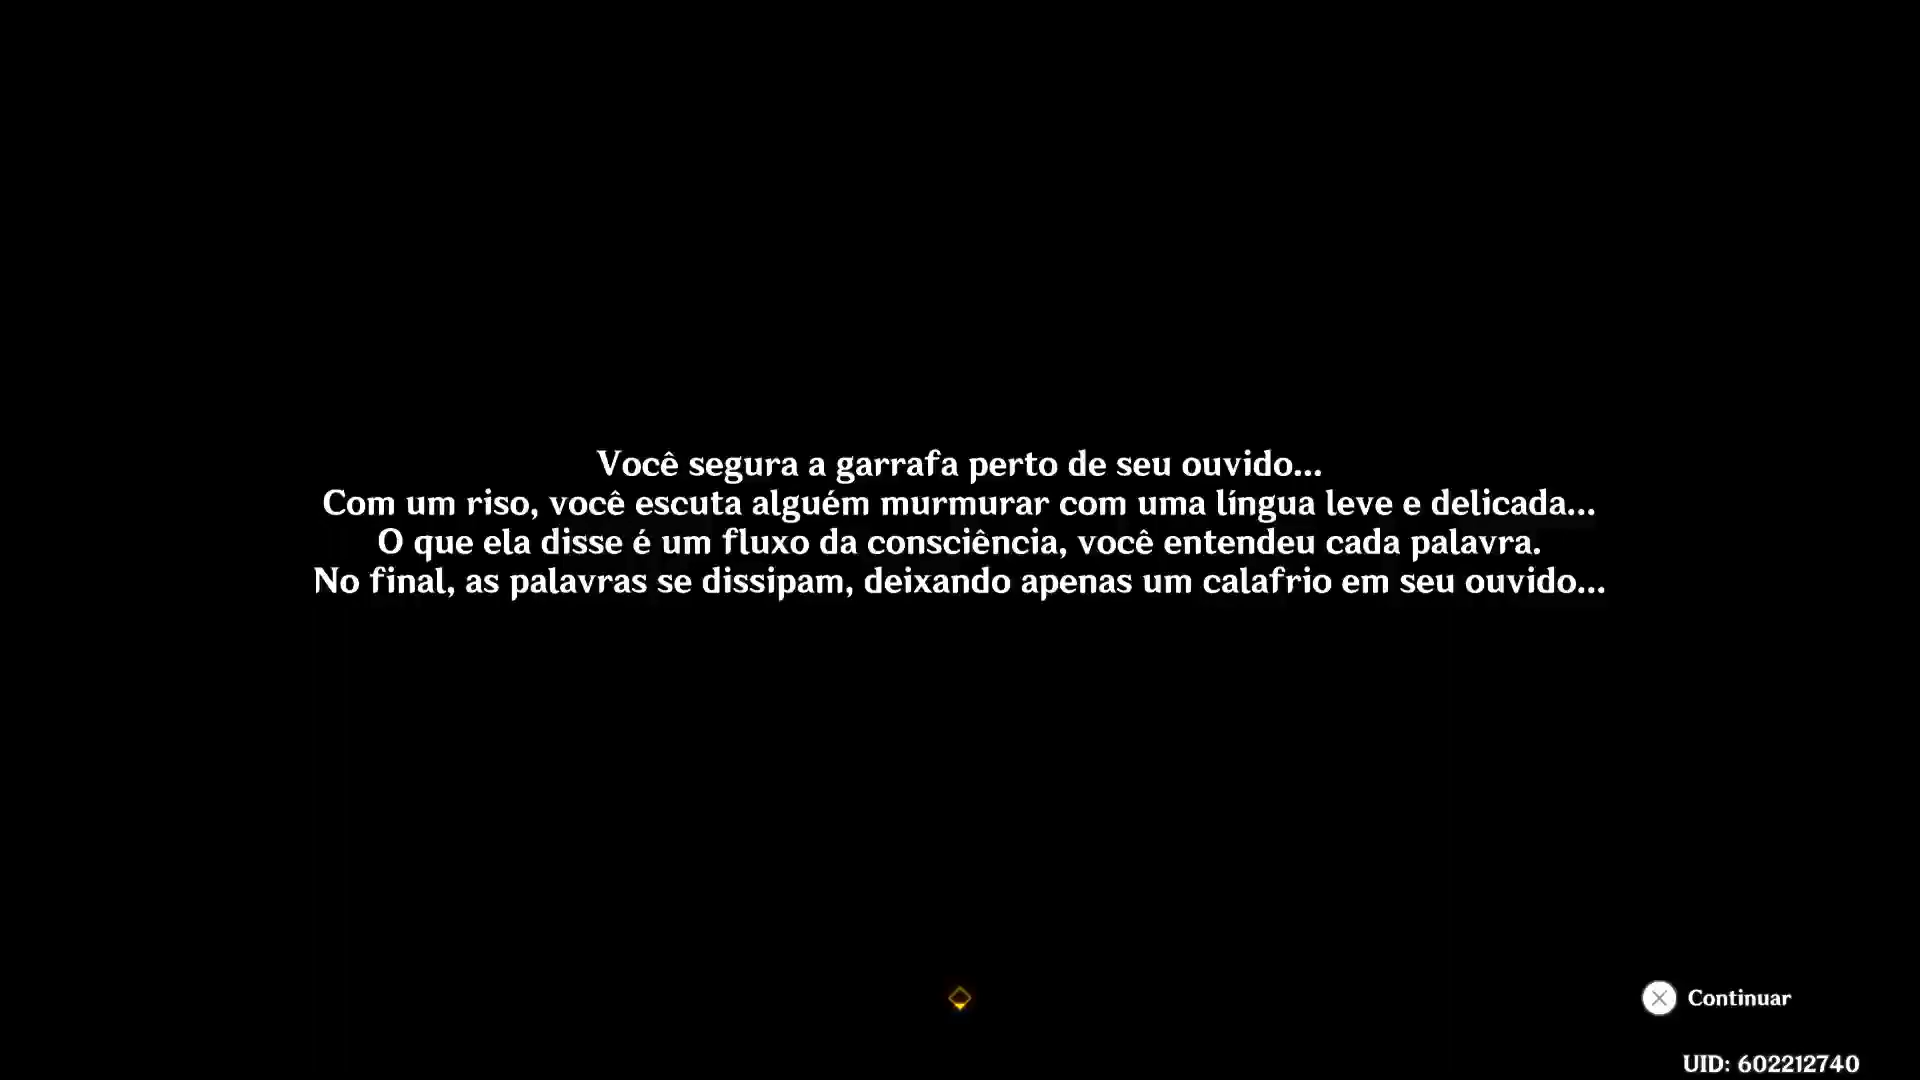 Você segura a garrafa perto de seu ouvido...
Com um riso, você escuta alguém murmurar com uma língua leve e delicada...
O que ela disse é um fluxo da consciência, você entendeu cada palavra.
No final, as palavras se dissipam, deixando apenas um calafrio em seu ouvido...
Continuar
UID: 602212740